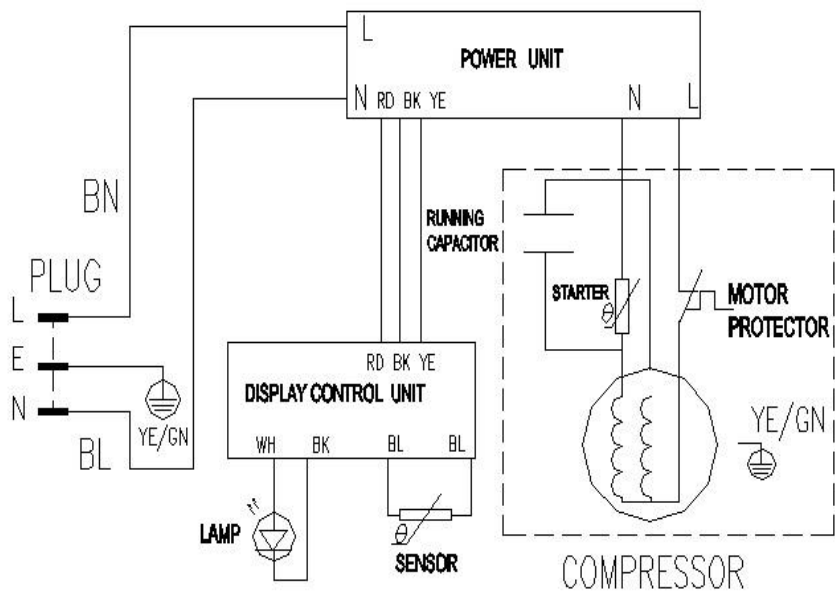 L
POWER UNIT
N RD BK YE N L
BN
RUNNING
CAPACITOR
PLUG
STARTER
θ
MOTOR
PROTECTOR
L
E
N
YE/GN
BL
RD BK YE
DISPLAY CONTROL UNIT
WH BK BL BL
YE/GN
LAMP
θ
SENSOR
COMPRESSOR